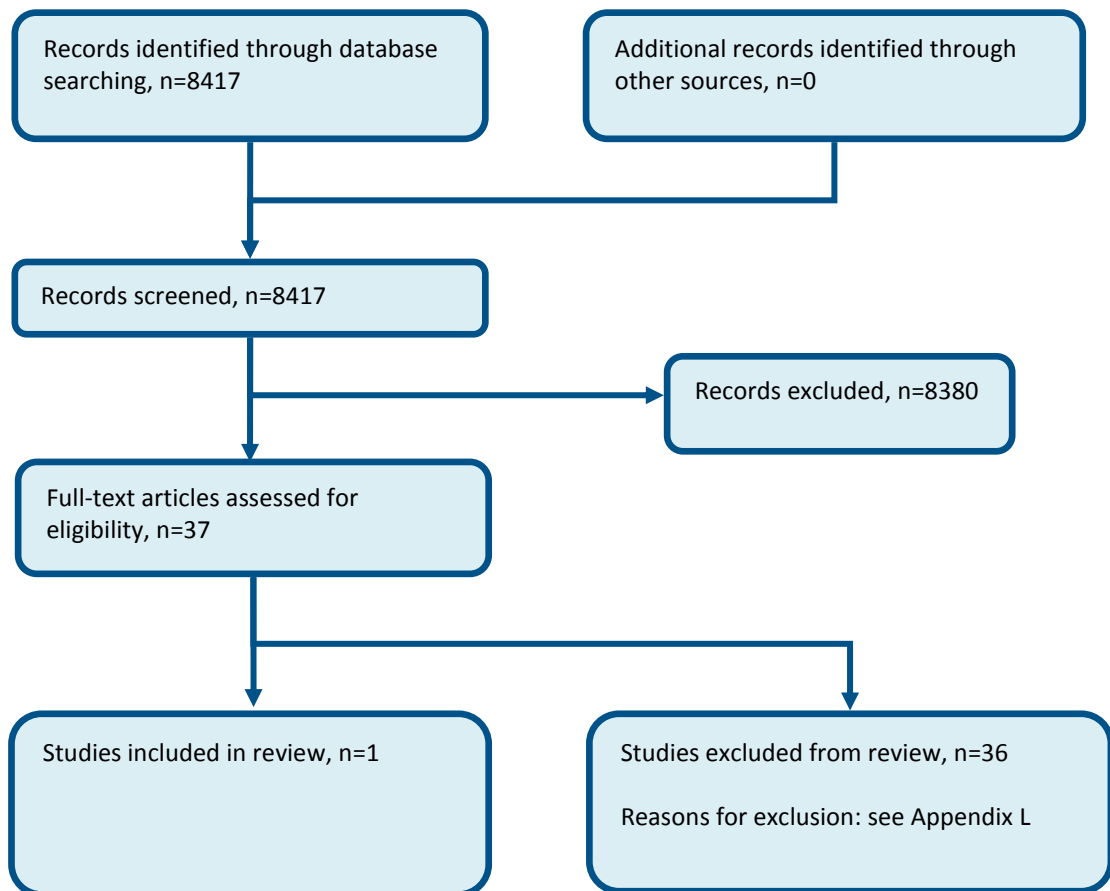 Records identified through database
searching, n=8417
Additional records identified through
other sources, n=0
Records screened, n=8417
Records excluded, n=8380
Full-text articles assessed for
eligibility, n=37
Studies included in review, n=1
Studies excluded from review, n=36
Reasons for exclusion: see Appendix L